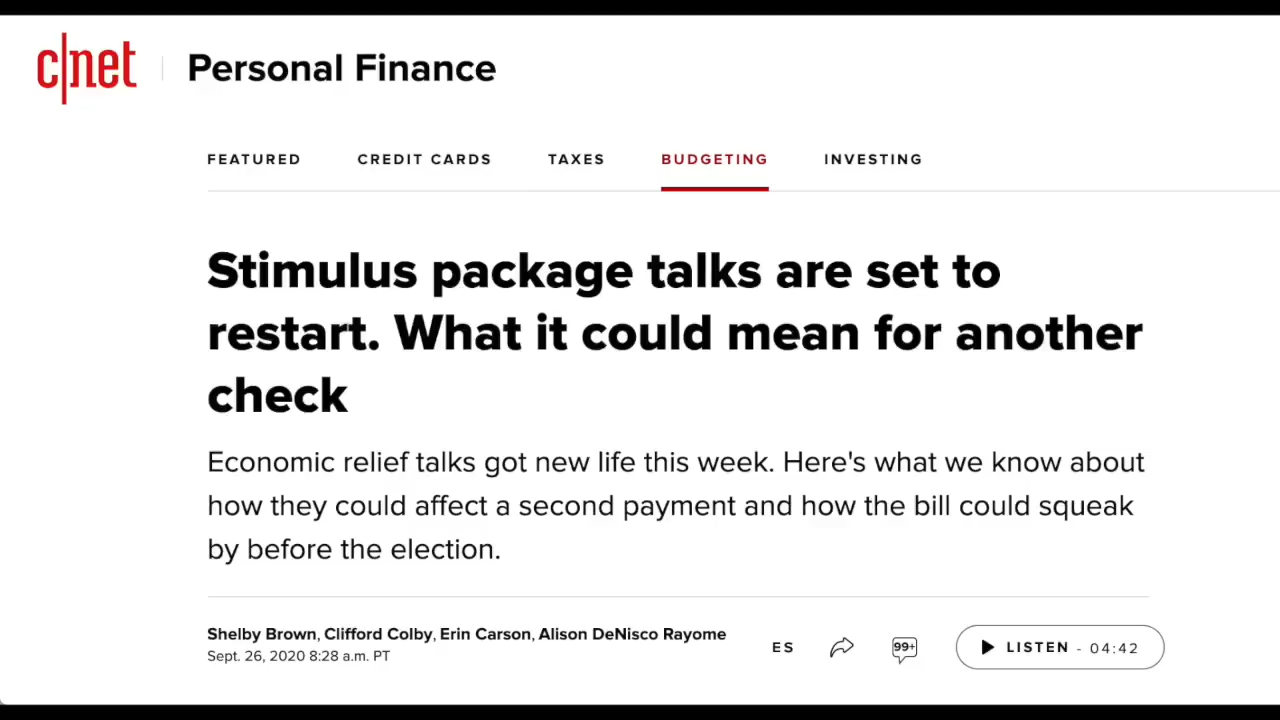 c|net
Personal Finance
FEATURED CREDIT CARDS TAXES BUDGETING INVESTING
Stimulus package talks are set to
restart. What it could mean for another
check
Economic relief talks got new life this week. Here's what we know about
how they could affect a second payment and how the bill could squeak
by before the election.
Shelby Brown, Clifford Colby, Erin Carson, Alison DeNisco Rayome
Sept. 26, 2020 8:28 a.m. PT
ES 99+ LISTEN - 04:42